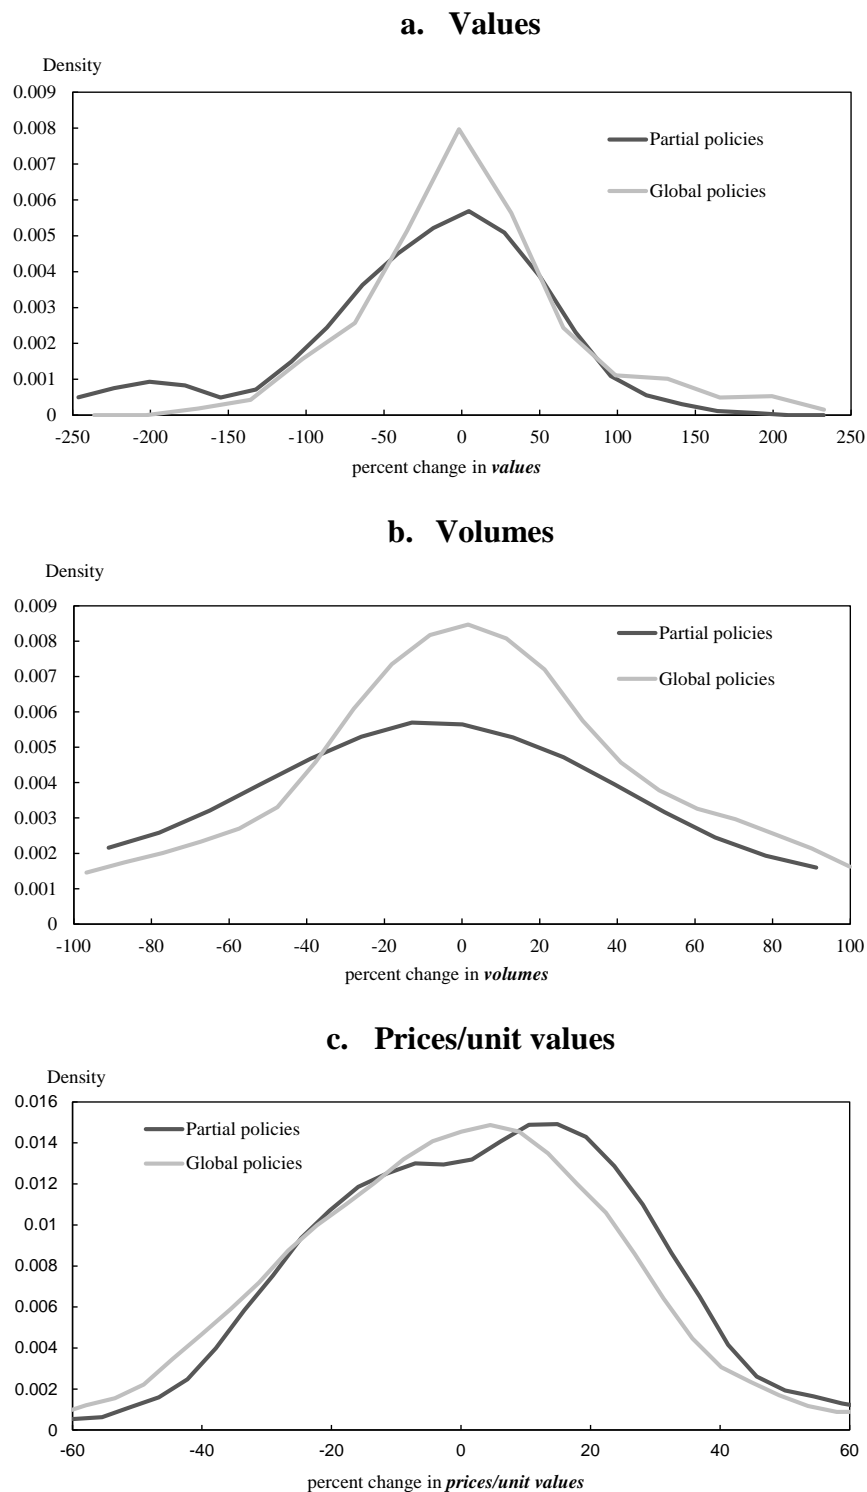 a. Values
Density
0.009
0.008
0.007
0.006
0.005
0.004
0.003
0.002
0.001
0
Partial policies
Global policies
-250 -200 -150 -100 -50 0 50 100 150 200 250
percent change in values
b. Volumes
Density
0.009
0.008
0.007
0.006
0.005
0.004
0.003
0.002
0.001
0
Partial policies
Global policies
-100 -80 -60 -40 -20 0 20 40 60 80 100
percent change in volumes
c. Prices/unit values
Density
0.016
0.014
0.012
0.01
0.008
0.006
0.004
0.002
0
Partial policies
Global policies
-60 -40 -20 0 20 40 60
percent change in prices/unit values